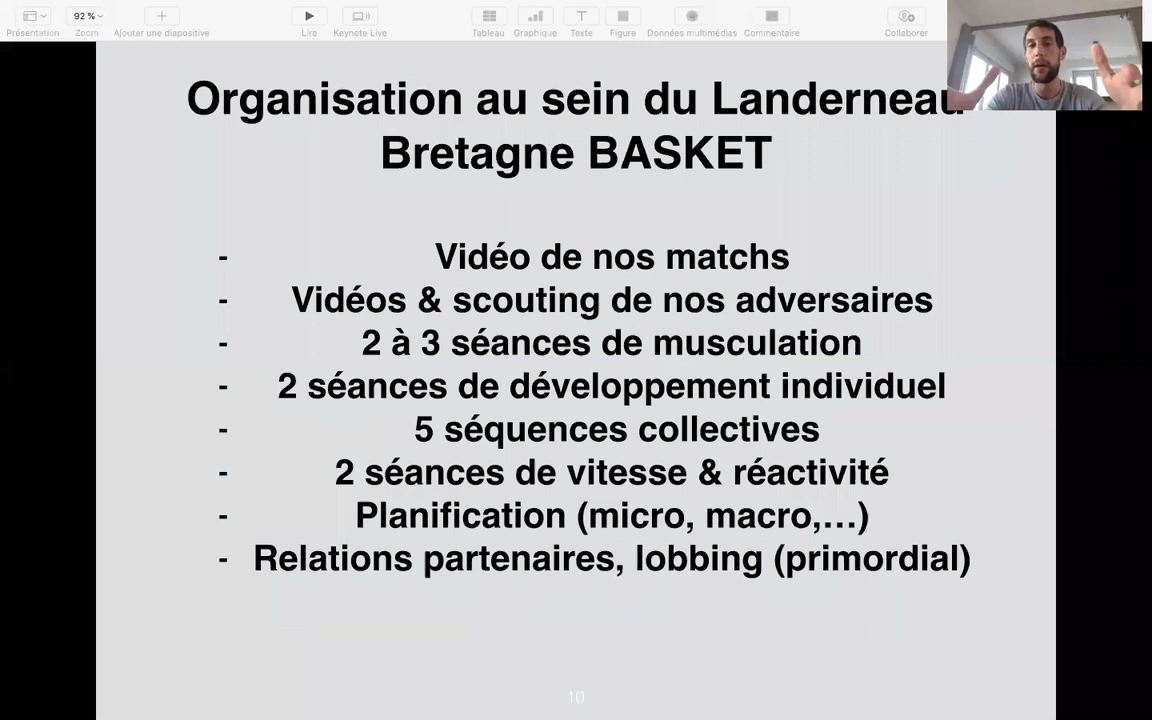 92 %
Présentation
Zoom
Ajouter une diapositive
Lire
Keynote Live
Tableau
Graphique
Texte
Figure
Données multimédias
Commentaire
Collaborer
Organisation au sein du Landerneau
Bretagne BASKET
- Vidéo de nos matchs
- Vidéos & scouting de nos adversaires
- 2 à 3 séances de musculation
- 2 séances de développement individuel
- 5 séquences collectives
- 2 séances de vitesse & réactivité
- Planification (micro, macro,…)
- Relations partenaires, lobbing (primordial)
10